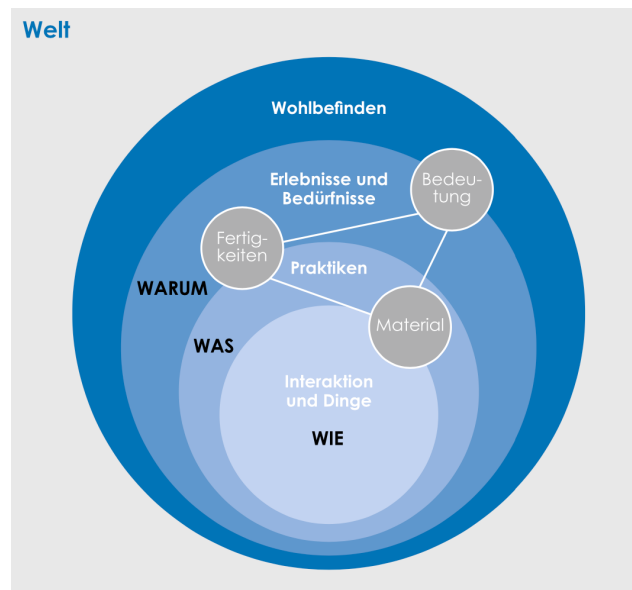 Welt
Wohlbefinden
Erlebnisse und
Bedürfnisse
Bedeu-
tung
Fertig-
keiten
Praktiken
WARUM
Material
WAS
Interaktion
und Dinge
WIE